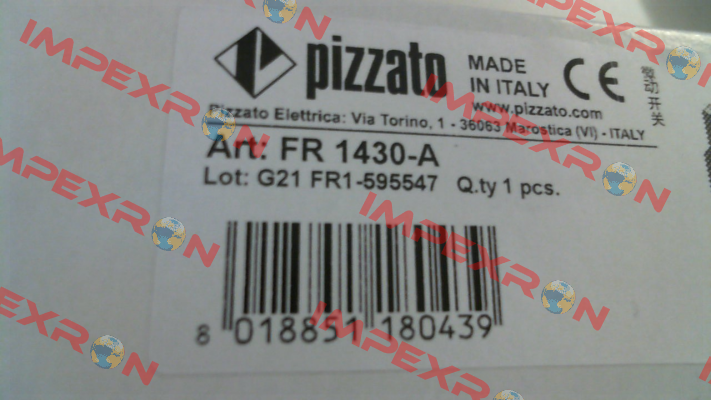 pizzato
MADE
IN ITALY
CE
www.pizzato.com
Pizzato Elettrica: Via Torino, 1 - 36063 Marostica (VI) - ITALY
Art: FR 1430-A
Lot: G21 FR1-595547 Q.ty 1 pcs.
8 018851 180439
动开关
IMPEXRON
IMPEXRON
IMPEXRON
IMPEXRON
IMPEXRON